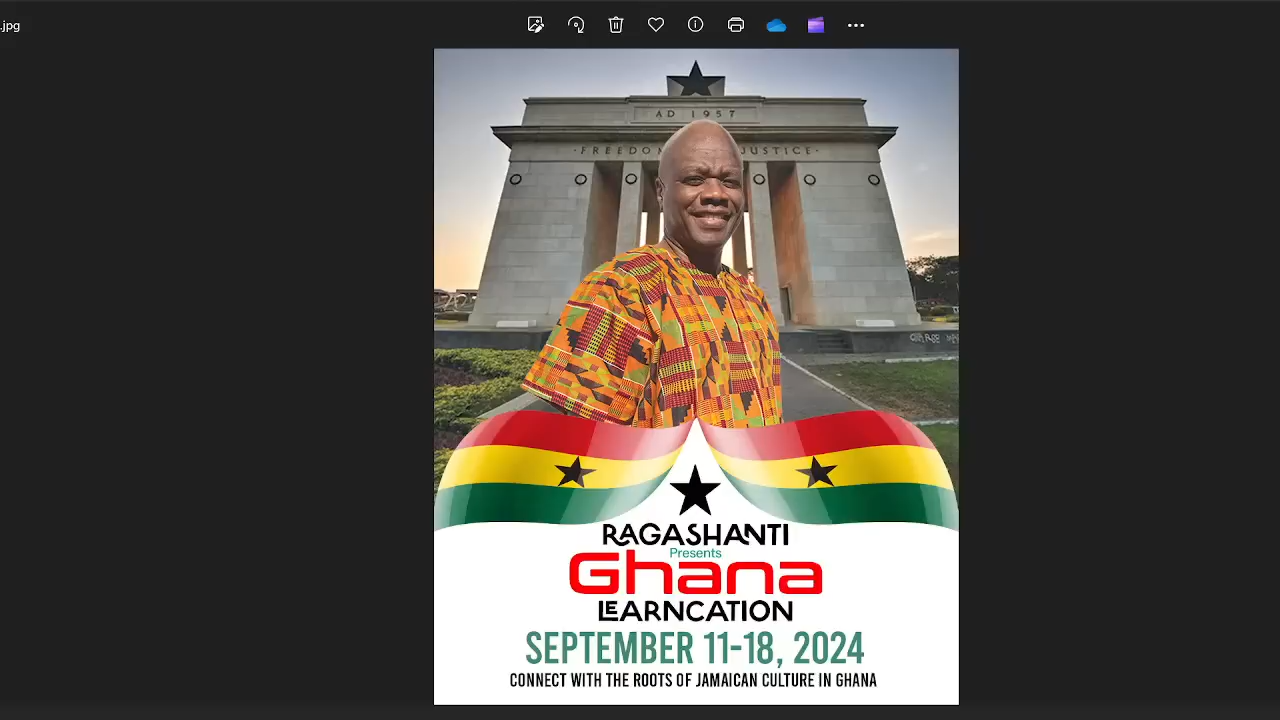 .jpg
AD 1957
·FREEDO JUSTICE·
RAGASHANTI
Presents
Ghana
LEARNCATION
SEPTEMBER 11-18, 2024
CONNECT WITH THE ROOTS OF JAMAICAN CULTURE IN GHANA